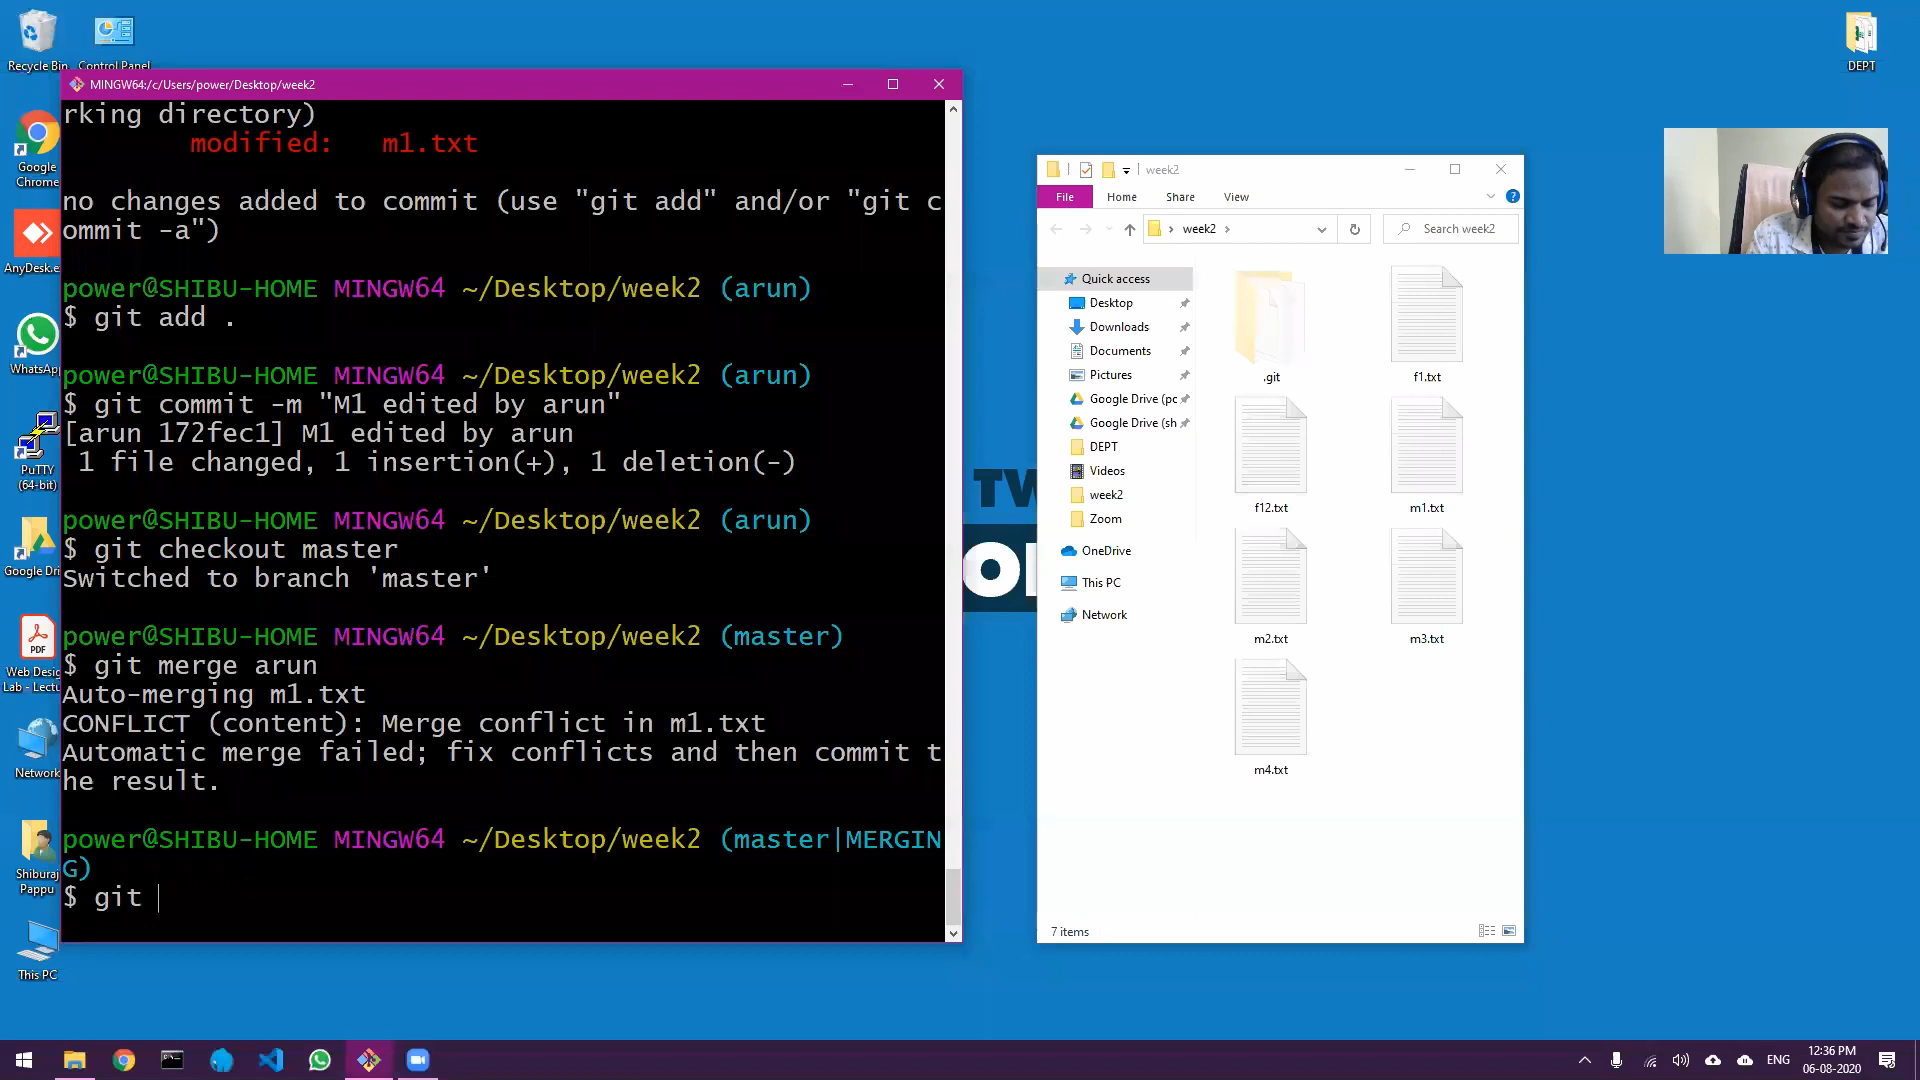 Recycle Bin
Control Panel
DEPT
MINGW64:/c/Users/power/Desktop/week2
rking directory)
modified: m1.txt
no changes added to commit (use "git add" and/or "git c
ommit -a")
power@SHIBU-HOME MINGW64 ~/Desktop/week2 (arun)
$ git add .
power@SHIBU-HOME MINGW64 ~/Desktop/week2 (arun)
$ git commit -m "M1 edited by arun"
[arun 172fec1] M1 edited by arun
1 file changed, 1 insertion(+), 1 deletion(-)
power@SHIBU-HOME MINGW64 ~/Desktop/week2 (arun)
$ git checkout master
Switched to branch 'master'
power@SHIBU-HOME MINGW64 ~/Desktop/week2 (master)
$ git merge arun
Auto-merging m1.txt
CONFLICT (content): Merge conflict in m1.txt
Automatic merge failed; fix conflicts and then commit t
he result.
power@SHIBU-HOME MINGW64 ~/Desktop/week2 (master|MERGIN
G)
$ git
Google
Chrome
AnyDesk.e
WhatsApp
PuTTY
(64-bit)
Google Dri
PDF
Web Desig
Lab - Lectu
Network
Shiburaj
Pappu
This PC
TW
O
week2
File
Home
Share
View
week2
Search week2
Quick access
Desktop
Downloads
Documents
Pictures
Google Drive (pc
Google Drive (sh
DEPT
Videos
week2
Zoom
OneDrive
This PC
Network
.git
f1.txt
f12.txt
m1.txt
m2.txt
m3.txt
m4.txt
7 items
ENG
12:36 PM
06-08-2020